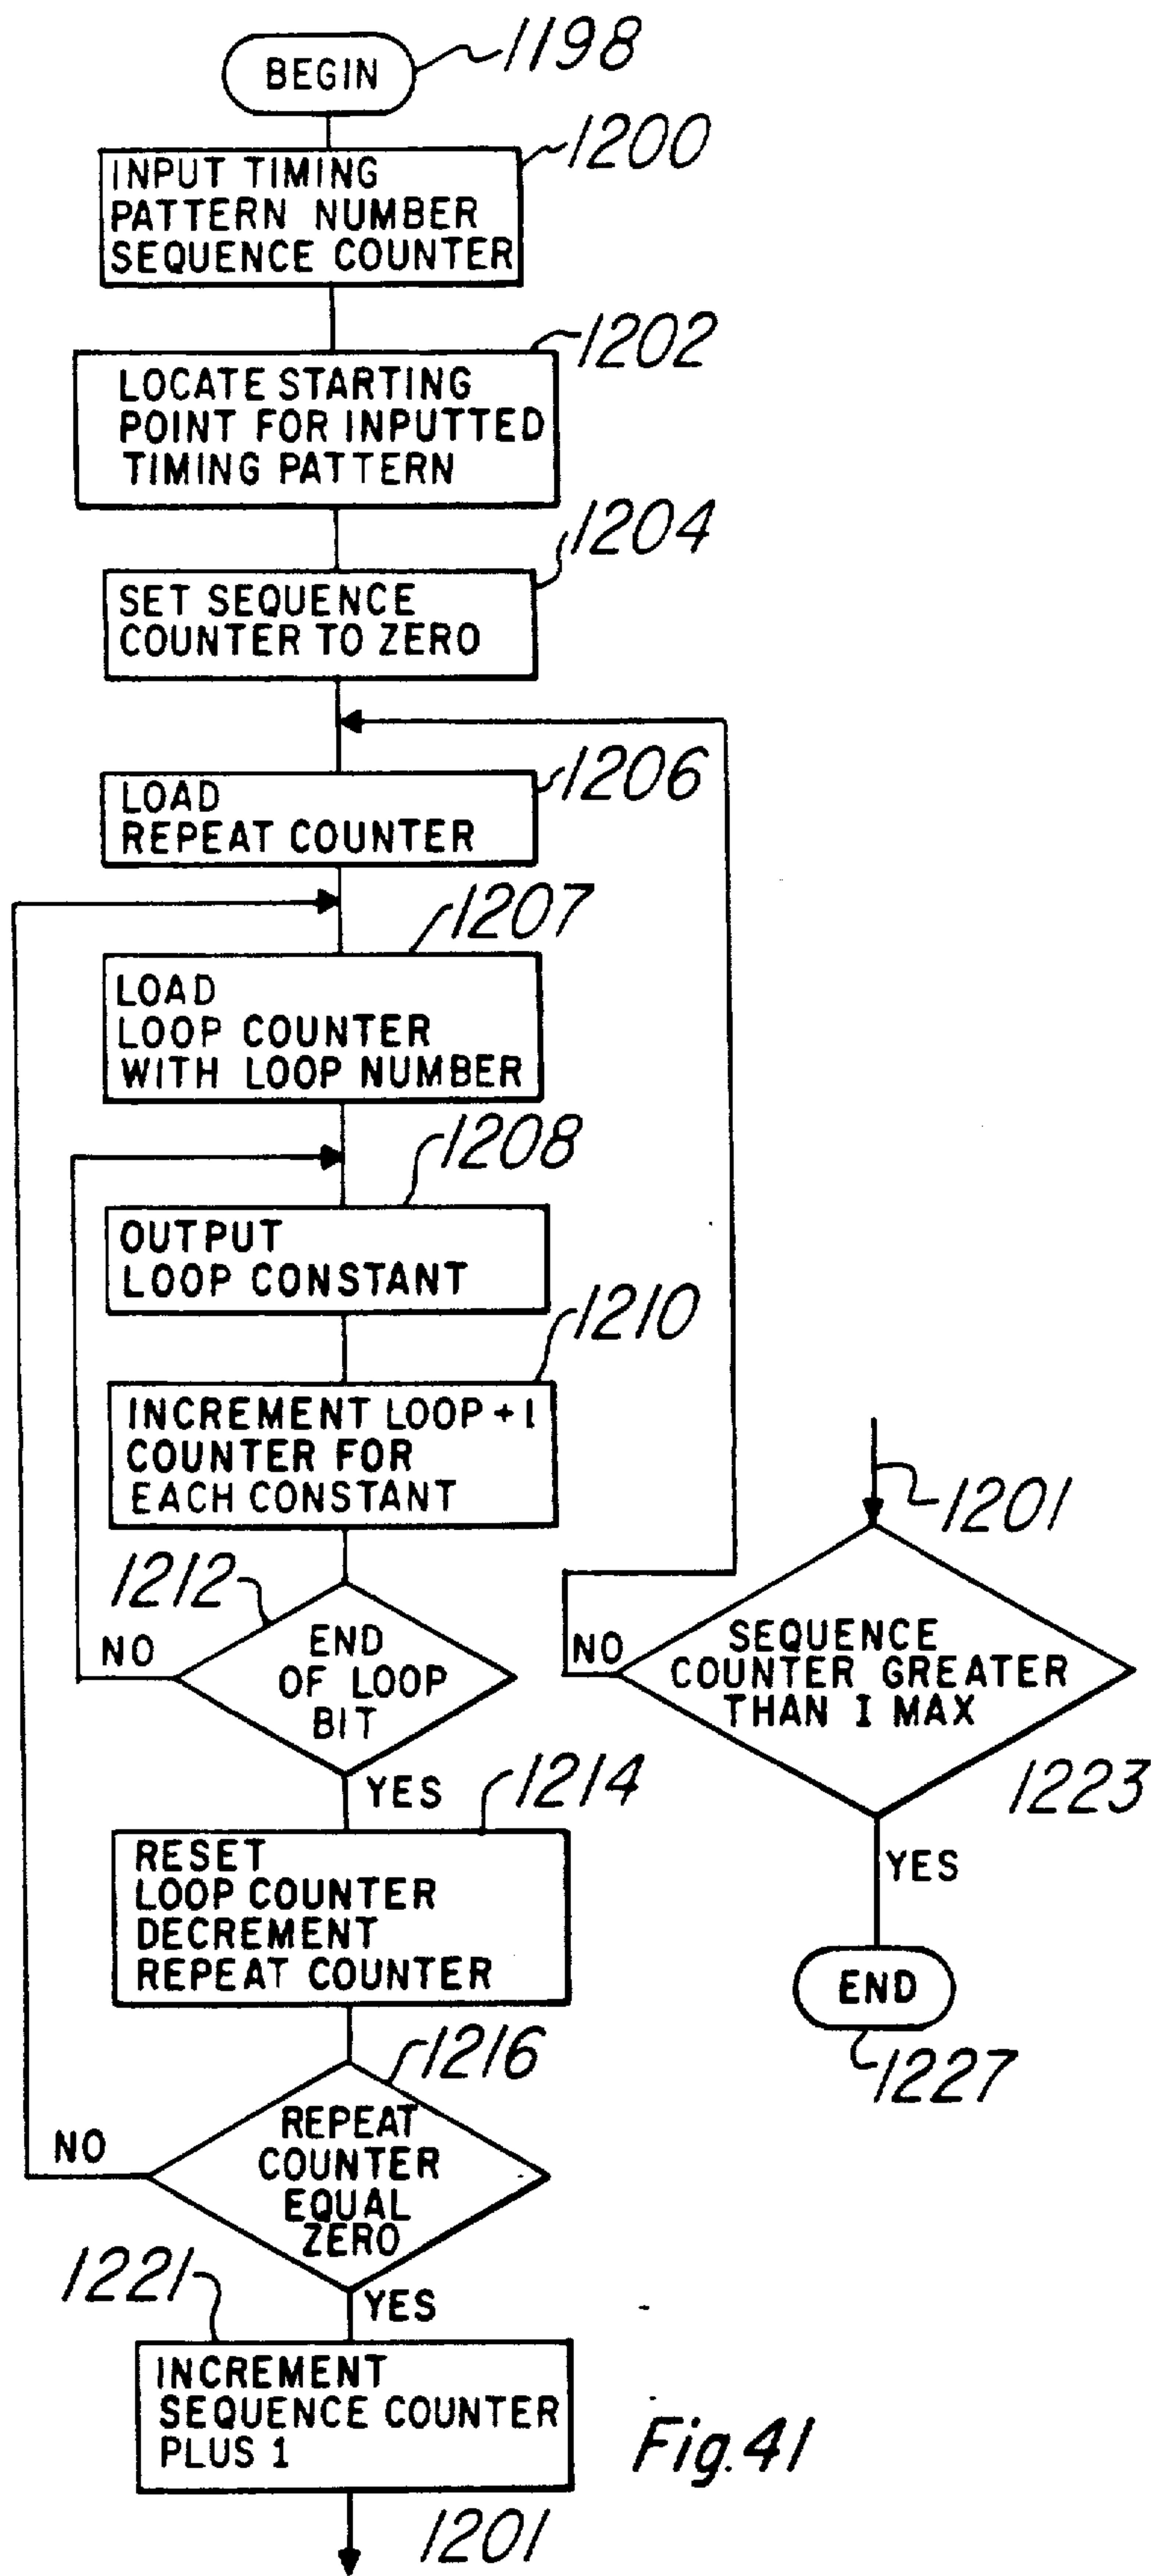 BEGIN
1198
1200
INPUT TIMING
PATTERN NUMBER
SEQUENCE COUNTER
1202
LOCATE STARTING
POINT FOR INPUTTED
TIMING PATTERN
1204
SET SEQUENCE
COUNTER TO ZERO
1206
LOAD
REPEAT COUNTER
1207
LOAD
LOOP COUNTER
WITH LOOP NUMBER
1208
OUTPUT
LOOP CONSTANT
1210
INCREMENT LOOP +1
COUNTER FOR
EACH CONSTANT
1212
END
OF LOOP
BIT
NO
YES
1214
RESET
LOOP COUNTER
DECREMENT
REPEAT COUNTER
1216
REPEAT
COUNTER
EQUAL
ZERO
NO
YES
1221
INCREMENT
SEQUENCE COUNTER
PLUS 1
1201
1201
SEQUENCE
COUNTER GREATER
THAN I MAX
NO
1223
YES
END
1227
Fig.41